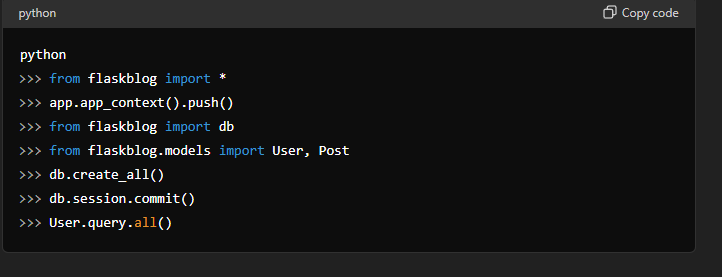 python
Copy code
python
>>> from flaskblog import *
>>> app.app_context().push()
>>> from flaskblog import db
>>> from flaskblog.models import User, Post
>>> db.create_all()
>>> db.session.commit()
>>> User.query.all()